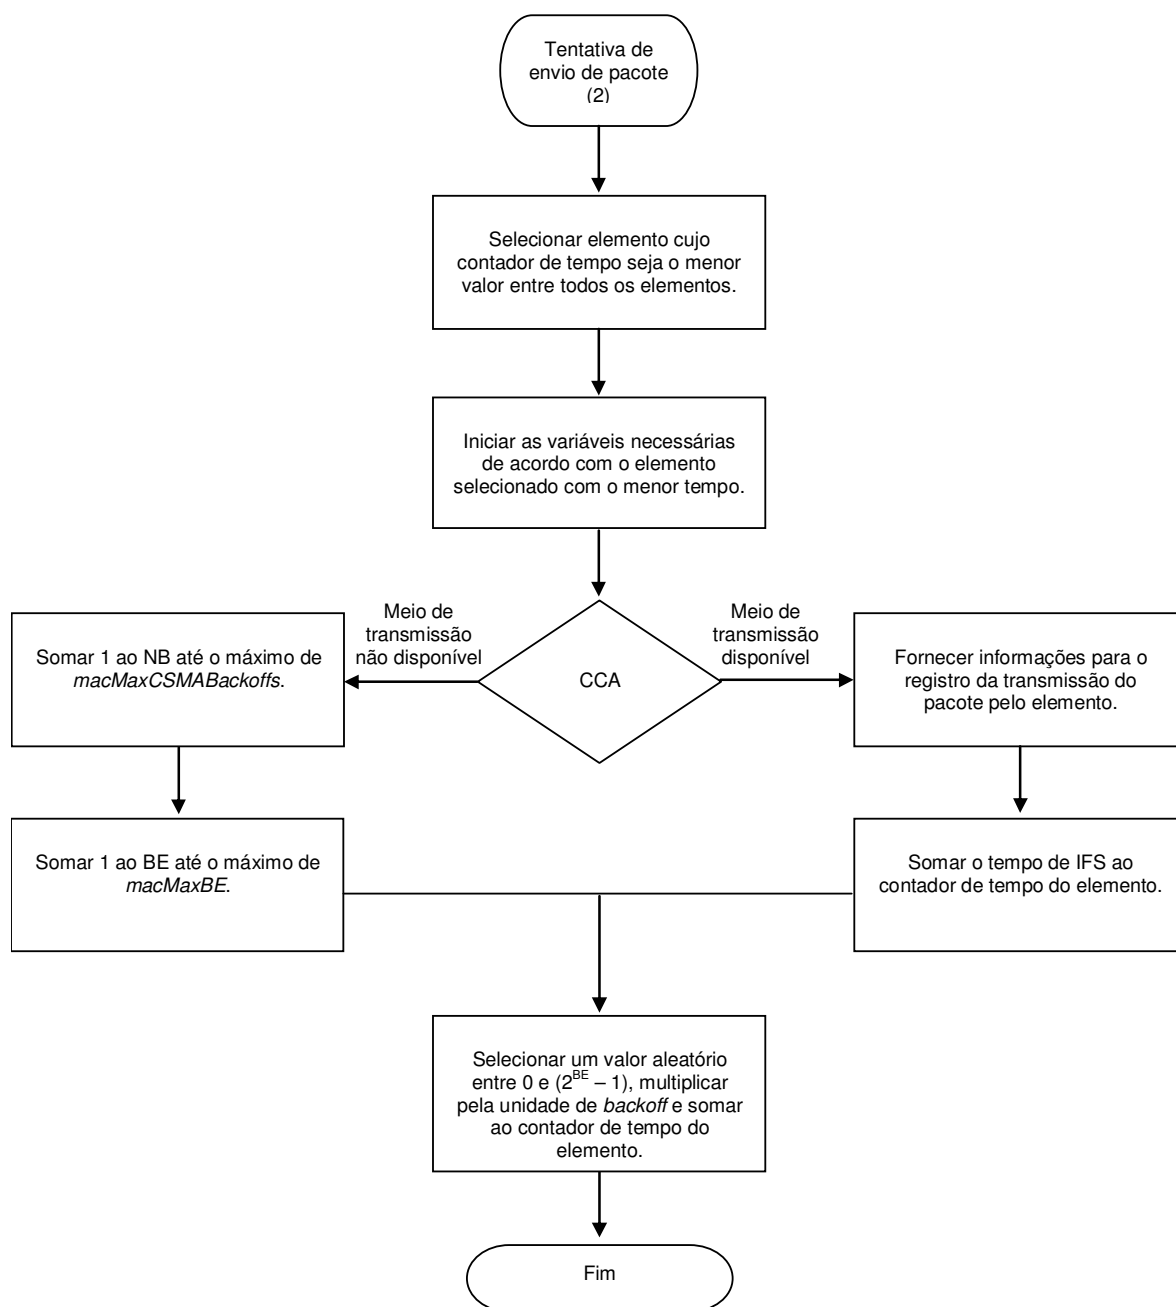 Tentativa de
envio de pacote
(2)
Selecionar elemento cujo
contador de tempo seja o menor
valor entre todos os elementos.
Iniciar as variáveis necessárias
de acordo com o elemento
selecionado com o menor tempo.
Meio de
transmissão
não disponível
Meio de
transmissão
disponível
CCA
Somar 1 ao NB até o máximo de
macMaxCSMABackoffs.
Fornecer informações para o
registro da transmissão do
pacote pelo elemento.
Somar 1 ao BE até o máximo de
macMaxBE.
Somar o tempo de IFS ao
contador de tempo do elemento.
Selecionar um valor aleatório
entre 0 e (2^BE – 1), multiplicar
pela unidade de backoff e somar
ao contador de tempo do
elemento.
Fim